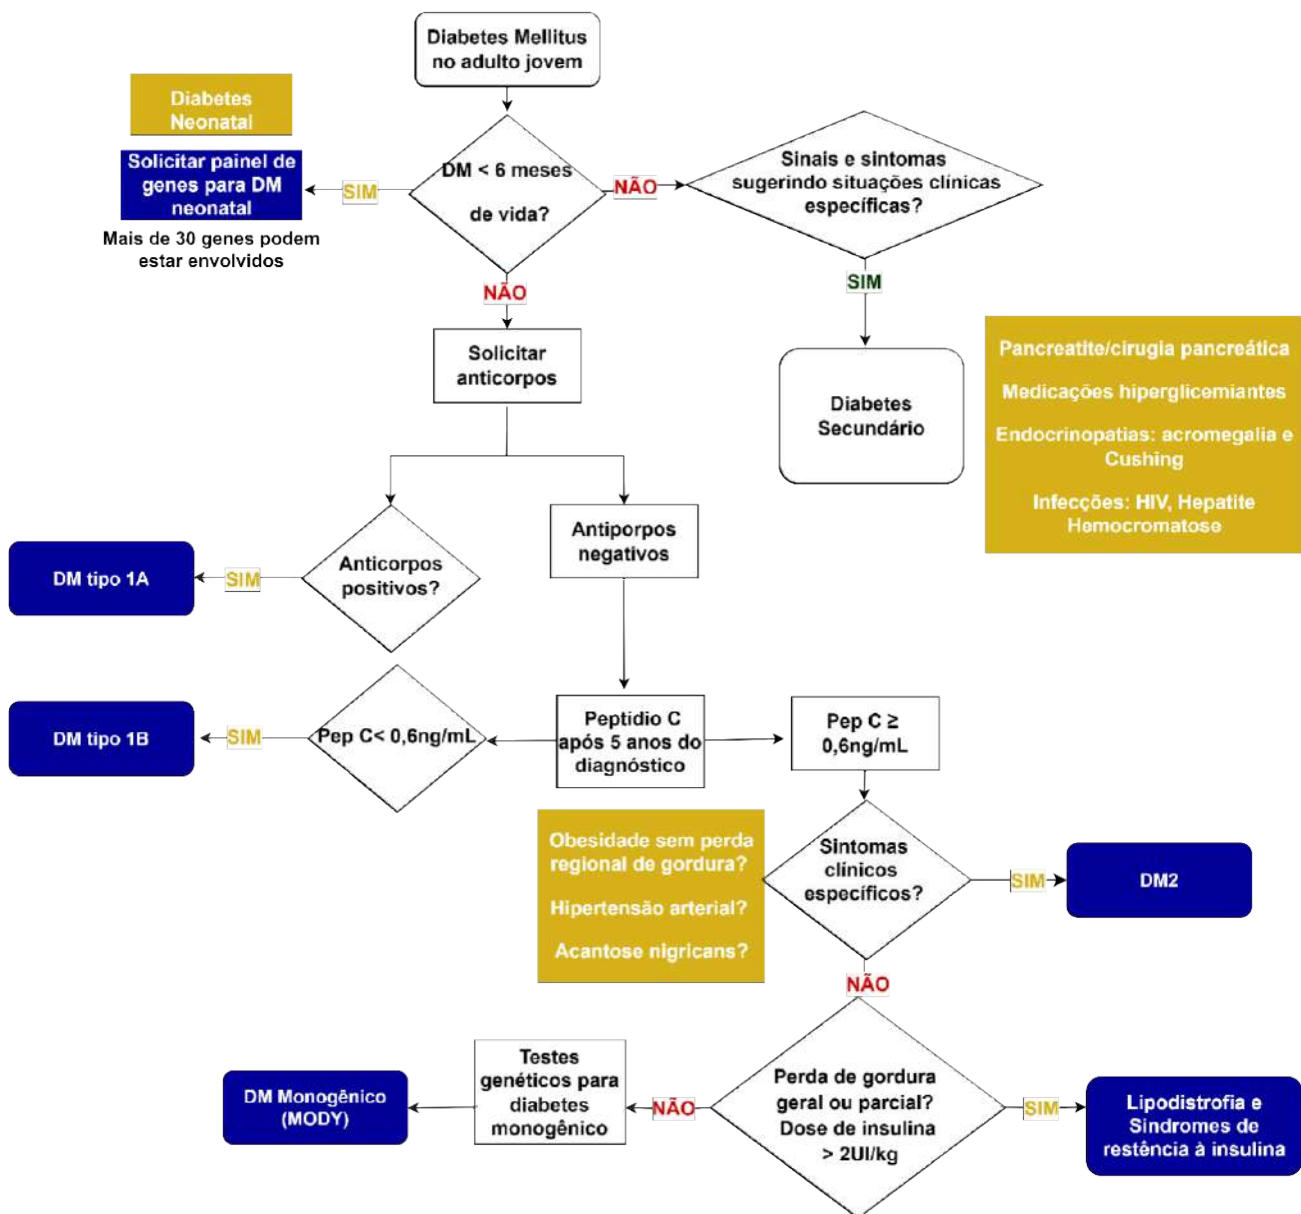 Diabetes Mellitus
no adulto jovem
Diabetes
Neonatal
Solicitar painel de
genes para DM
neonatal
Mais de 30 genes podem
estar envolvidos
SIM
DM < 6 meses
de vida?
NÃO
Sinais e sintomas
sugerindo situações clínicas
específicas?
NÃO
SIM
Solicitar
anticorpos
Diabetes
Secundário
Pancreatite/cirugia pancreática
Medicações hiperglicemiantes
Endocrinopatias: acromegalia e
Cushing
Infecções: HIV, Hepatite
Hemocromatose
Antiporpos
negativos
DM tipo 1A
SIM
Anticorpos
positivos?
DM tipo 1B
SIM
Pep C< 0,6ng/mL
Peptídio C
após 5 anos do
diagnóstico
Pep C ≥
0,6ng/mL
Obesidade sem perda
regional de gordura?
Hipertensão arterial?
Acantose nigricans?
Sintomas
clínicos
específicos?
SIM
DM2
NÃO
DM Monogênico
(MODY)
Testes
genéticos para
diabetes
monogênico
NÃO
Perda de gordura
geral ou parcial?
Dose de insulina
> 2UI/kg
SIM
Lipodistrofia e
Sindromes de
restência à insulina